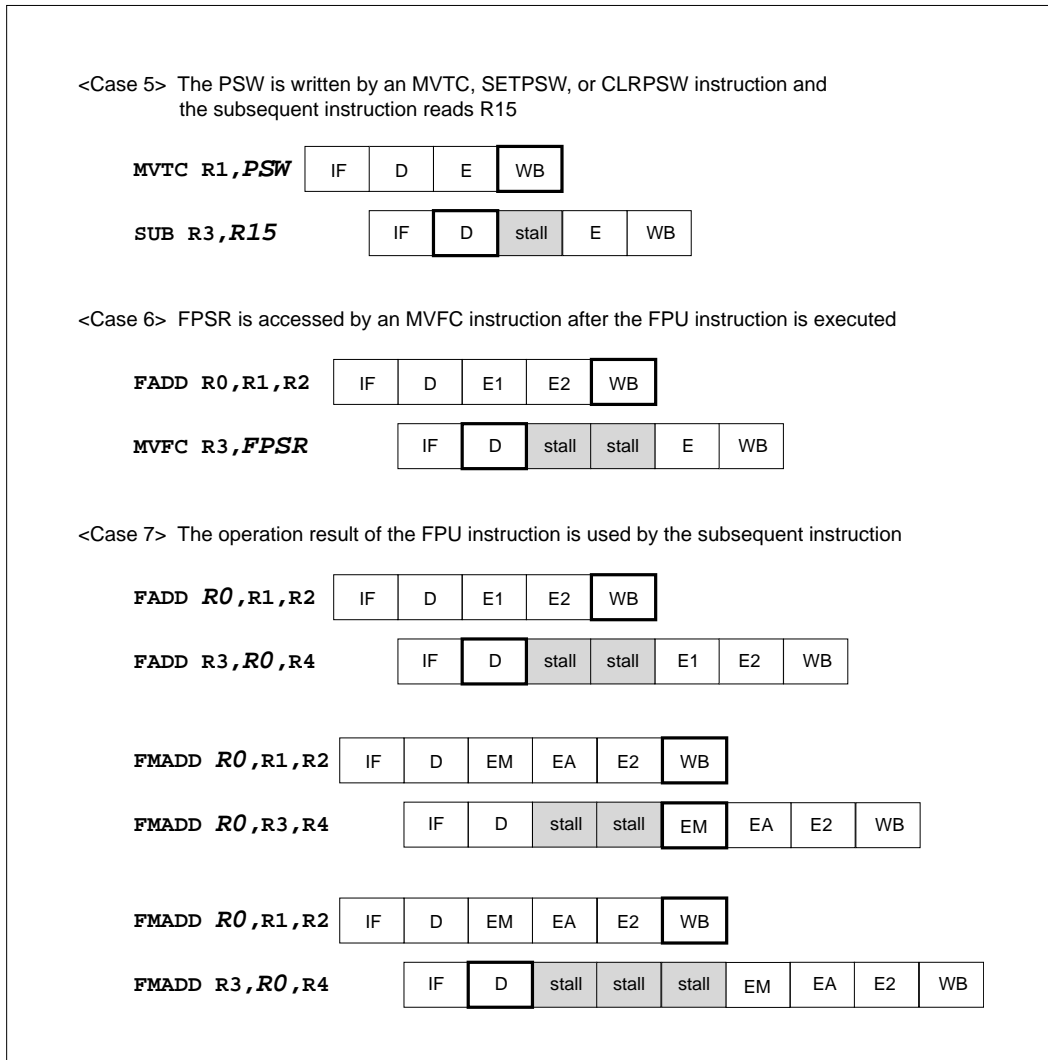 <Case 5> The PSW is written by an MVTC, SETPSW, or CLRPSW instruction and
the subsequent instruction reads R15
MVTC R1,PSW IF D E WB
SUB R3,R15 IF D stall E WB
<Case 6> FPSR is accessed by an MVFC instruction after the FPU instruction is executed
FADD R0,R1,R2 IF D E1 E2 WB
MVFC R3,FPSR IF D stall stall E WB
<Case 7> The operation result of the FPU instruction is used by the subsequent instruction
FADD R0,R1,R2 IF D E1 E2 WB
FADD R3,R0,R4 IF D stall stall E1 E2 WB
FMADD R0,R1,R2 IF D EM EA E2 WB
FMADD R0,R3,R4 IF D stall stall EM EA E2 WB
FMADD R0,R1,R2 IF D EM EA E2 WB
FMADD R3,R0,R4 IF D stall stall stall EM EA E2 WB